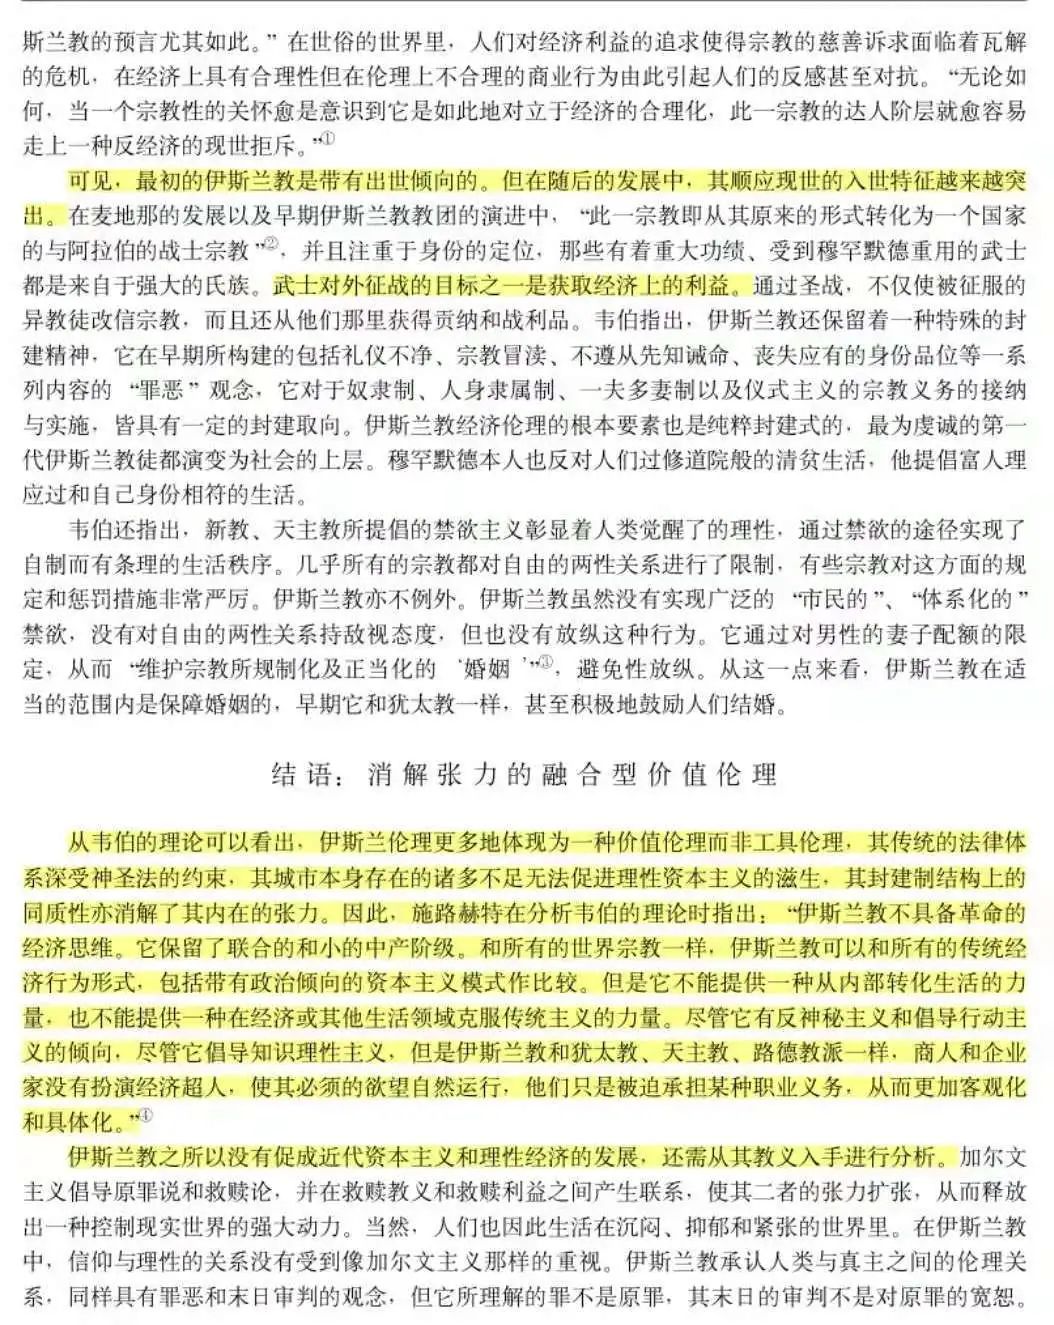 斯兰教的预言尤其如此。”在世俗的世界里，人们对经济利益的追求使得宗教的慈善诉求面临着瓦解
的危机，在经济上具有合理性但在伦理上不合理的商业行为由此引起人们的反感甚至对抗。“无论如
何，当一个宗教性的关怀愈是意识到它是如此地对立于经济的合理化，此一宗教的达人阶层就愈容易
走上一种反经济的现世拒斥。”①
可见，最初的伊斯兰教是带有出世倾向的。但在随后的发展中，其顺应现世的入世特征越来越突
出。在麦地那的发展以及早期伊斯兰教教团的演进中，“此一宗教即从其原来的形式转化为一个国家
的与阿拉伯的战士宗教”②，并且注重于身份的定位，那些有着重大功绩、受到穆罕默德重用的武士
都是来自于强大的氏族。武士对外征战的目标之一是获取经济上的利益。通过圣战，不仅使被征服的
异教徒改信宗教，而且还从他们那里获得贡纳和战利品。韦伯指出，伊斯兰教还保留着一种特殊的封
建精神，它在早期所构建的包括礼仪不净、宗教冒渎、不遵从先知诫命、丧失应有的身份品位等一系
列内容的“罪恶”观念，它对于奴隶制、人身隶属制、一夫多妻制以及仪式主义的宗教义务的接纳
与实施，皆具有一定的封建取向。伊斯兰教经济伦理的根本要素也是纯粹封建式的，最为虔诚的第一
代伊斯兰教徒都演变为社会的上层。穆罕默德本人也反对人们过修道院般的清贫生活，他提倡富人理
应过和自己身份相符的生活。
韦伯还指出，新教、天主教所提倡的禁欲主义彰显着人类觉醒了的理性，通过禁欲的途径实现了
自制而有条理的生活秩序。几乎所有的宗教都对自由的两性关系进行了限制，有些宗教对这方面的规
定和惩罚措施非常严厉。伊斯兰教亦不例外。伊斯兰教虽然没有实现广泛的“市民的”、“体系化的”
禁欲，没有对自由的两性关系持敌视态度，但也没有放纵这种行为。它通过对男性的妻子配额的限
定，从而“维护宗教所规制化及正当化的‘婚姻’”③，避免性放纵。从这一点来看，伊斯兰教在适
当的范围内是保障婚姻的，早期它和犹太教一样，甚至积极地鼓励人们结婚。
结语：消解张力的融合型价值伦理
从韦伯的理论可以看出，伊斯兰伦理更多地体现为一种价值伦理而非工具伦理，其传统的法律体
系深受神圣法的约束，其城市本身存在的诸多不足无法促进理性资本主义的滋生，其封建制结构上的
同质性亦消解了其内在的张力。因此，施路赫特在分析韦伯的理论时指出：“伊斯兰教不具备革命的
经济思维。它保留了联合的和小的中产阶级。和所有的世界宗教一样，伊斯兰教可以和所有的传统经
济行为形式，包括带有政治倾向的资本主义模式作比较。但是它不能提供一种从内部转化生活的力
量，也不能提供一种在经济或其他生活领域克服传统主义的力量。尽管它有反神秘主义和倡导行动主
义的倾向，尽管它倡导知识理性主义，但是伊斯兰教和犹太教、天主教、路德教派一样，商人和企业
家没有扮演经济超人，使其必须的欲望自然运行，他们只是被迫承担某种职业义务，从而更加客观化
和具体化。”④
伊斯兰教之所以没有促成近代资本主义和理性经济的发展，还需从其教义入手进行分析。加尔文
主义倡导原罪说和救赎论，并在救赎教义和救赎利益之间产生联系，使其二者的张力扩张，从而释放
出一种控制现实世界的强大动力。当然，人们也因此生活在沉闷、抑郁和紧张的世界里。在伊斯兰教
中，信仰与理性的关系没有受到像加尔文主义那样的重视。伊斯兰教承认人类与真主之间的伦理关
系，同样具有罪恶和末日审判的观念，但它所理解的罪不是原罪，其末日的审判不是对原罪的宽恕。